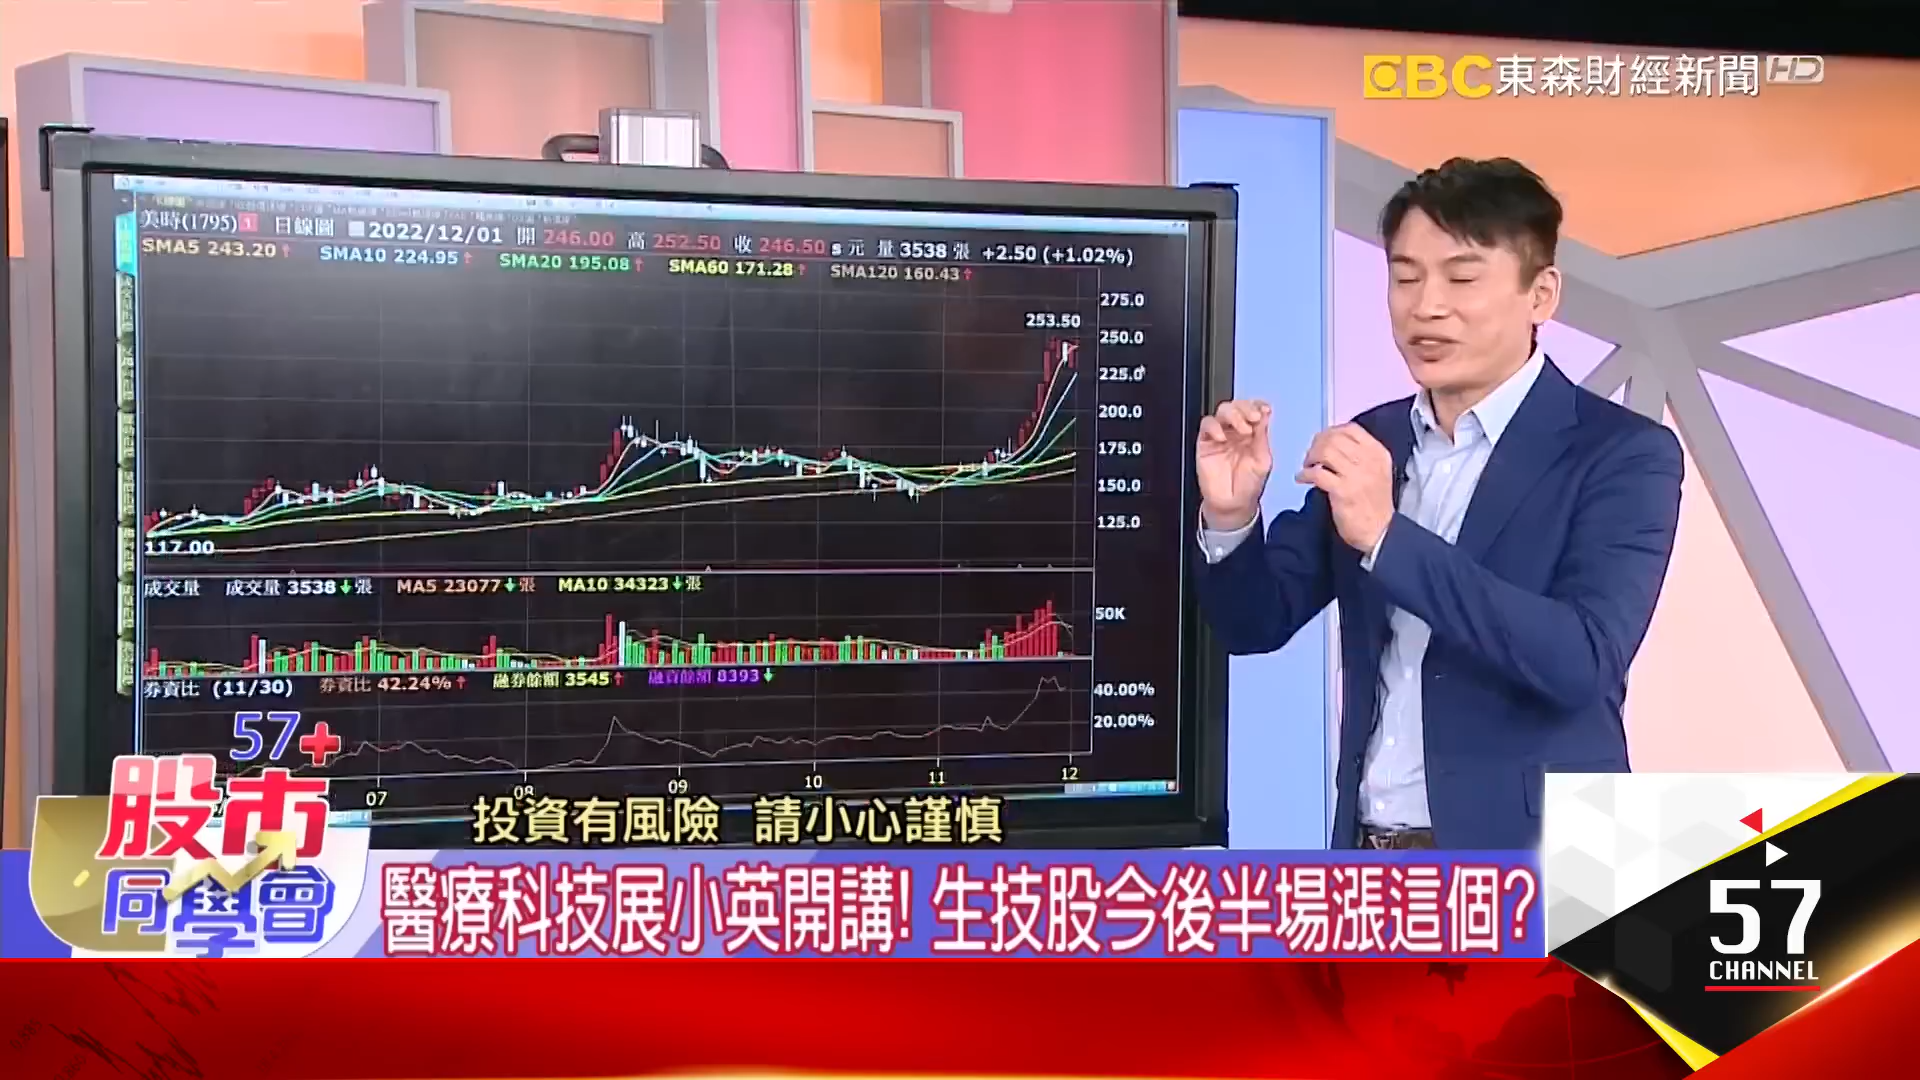 EBC東森財經新聞HD
美時(1795) 1 日線圖 2022/12/01 開 246.00 高 252.50 收 246.50 s 元 量 3538 張 +2.50 (+1.02%)
SMA5 243.20↑ SMA10 224.95↑ SMA20 195.08↑ SMA60 171.28↑ SMA120 160.43↑
275.0
253.50
250.0
225.0
200.0
175.0
150.0
125.0
117.00
成交量 成交量 3538↓張 MA5 23077↓張 MA10 34323↓張
50K
券資比 (11/30) 券資比 42.24%↑ 融券餘額 3545↑ 融資餘額 8393↓
40.00%
20.00%
07 08 09 10 11 12
57+
股市
同學會
投資有風險 請小心謹慎
醫療科技展小英開講!生技股今後半場漲這個?
57
CHANNEL